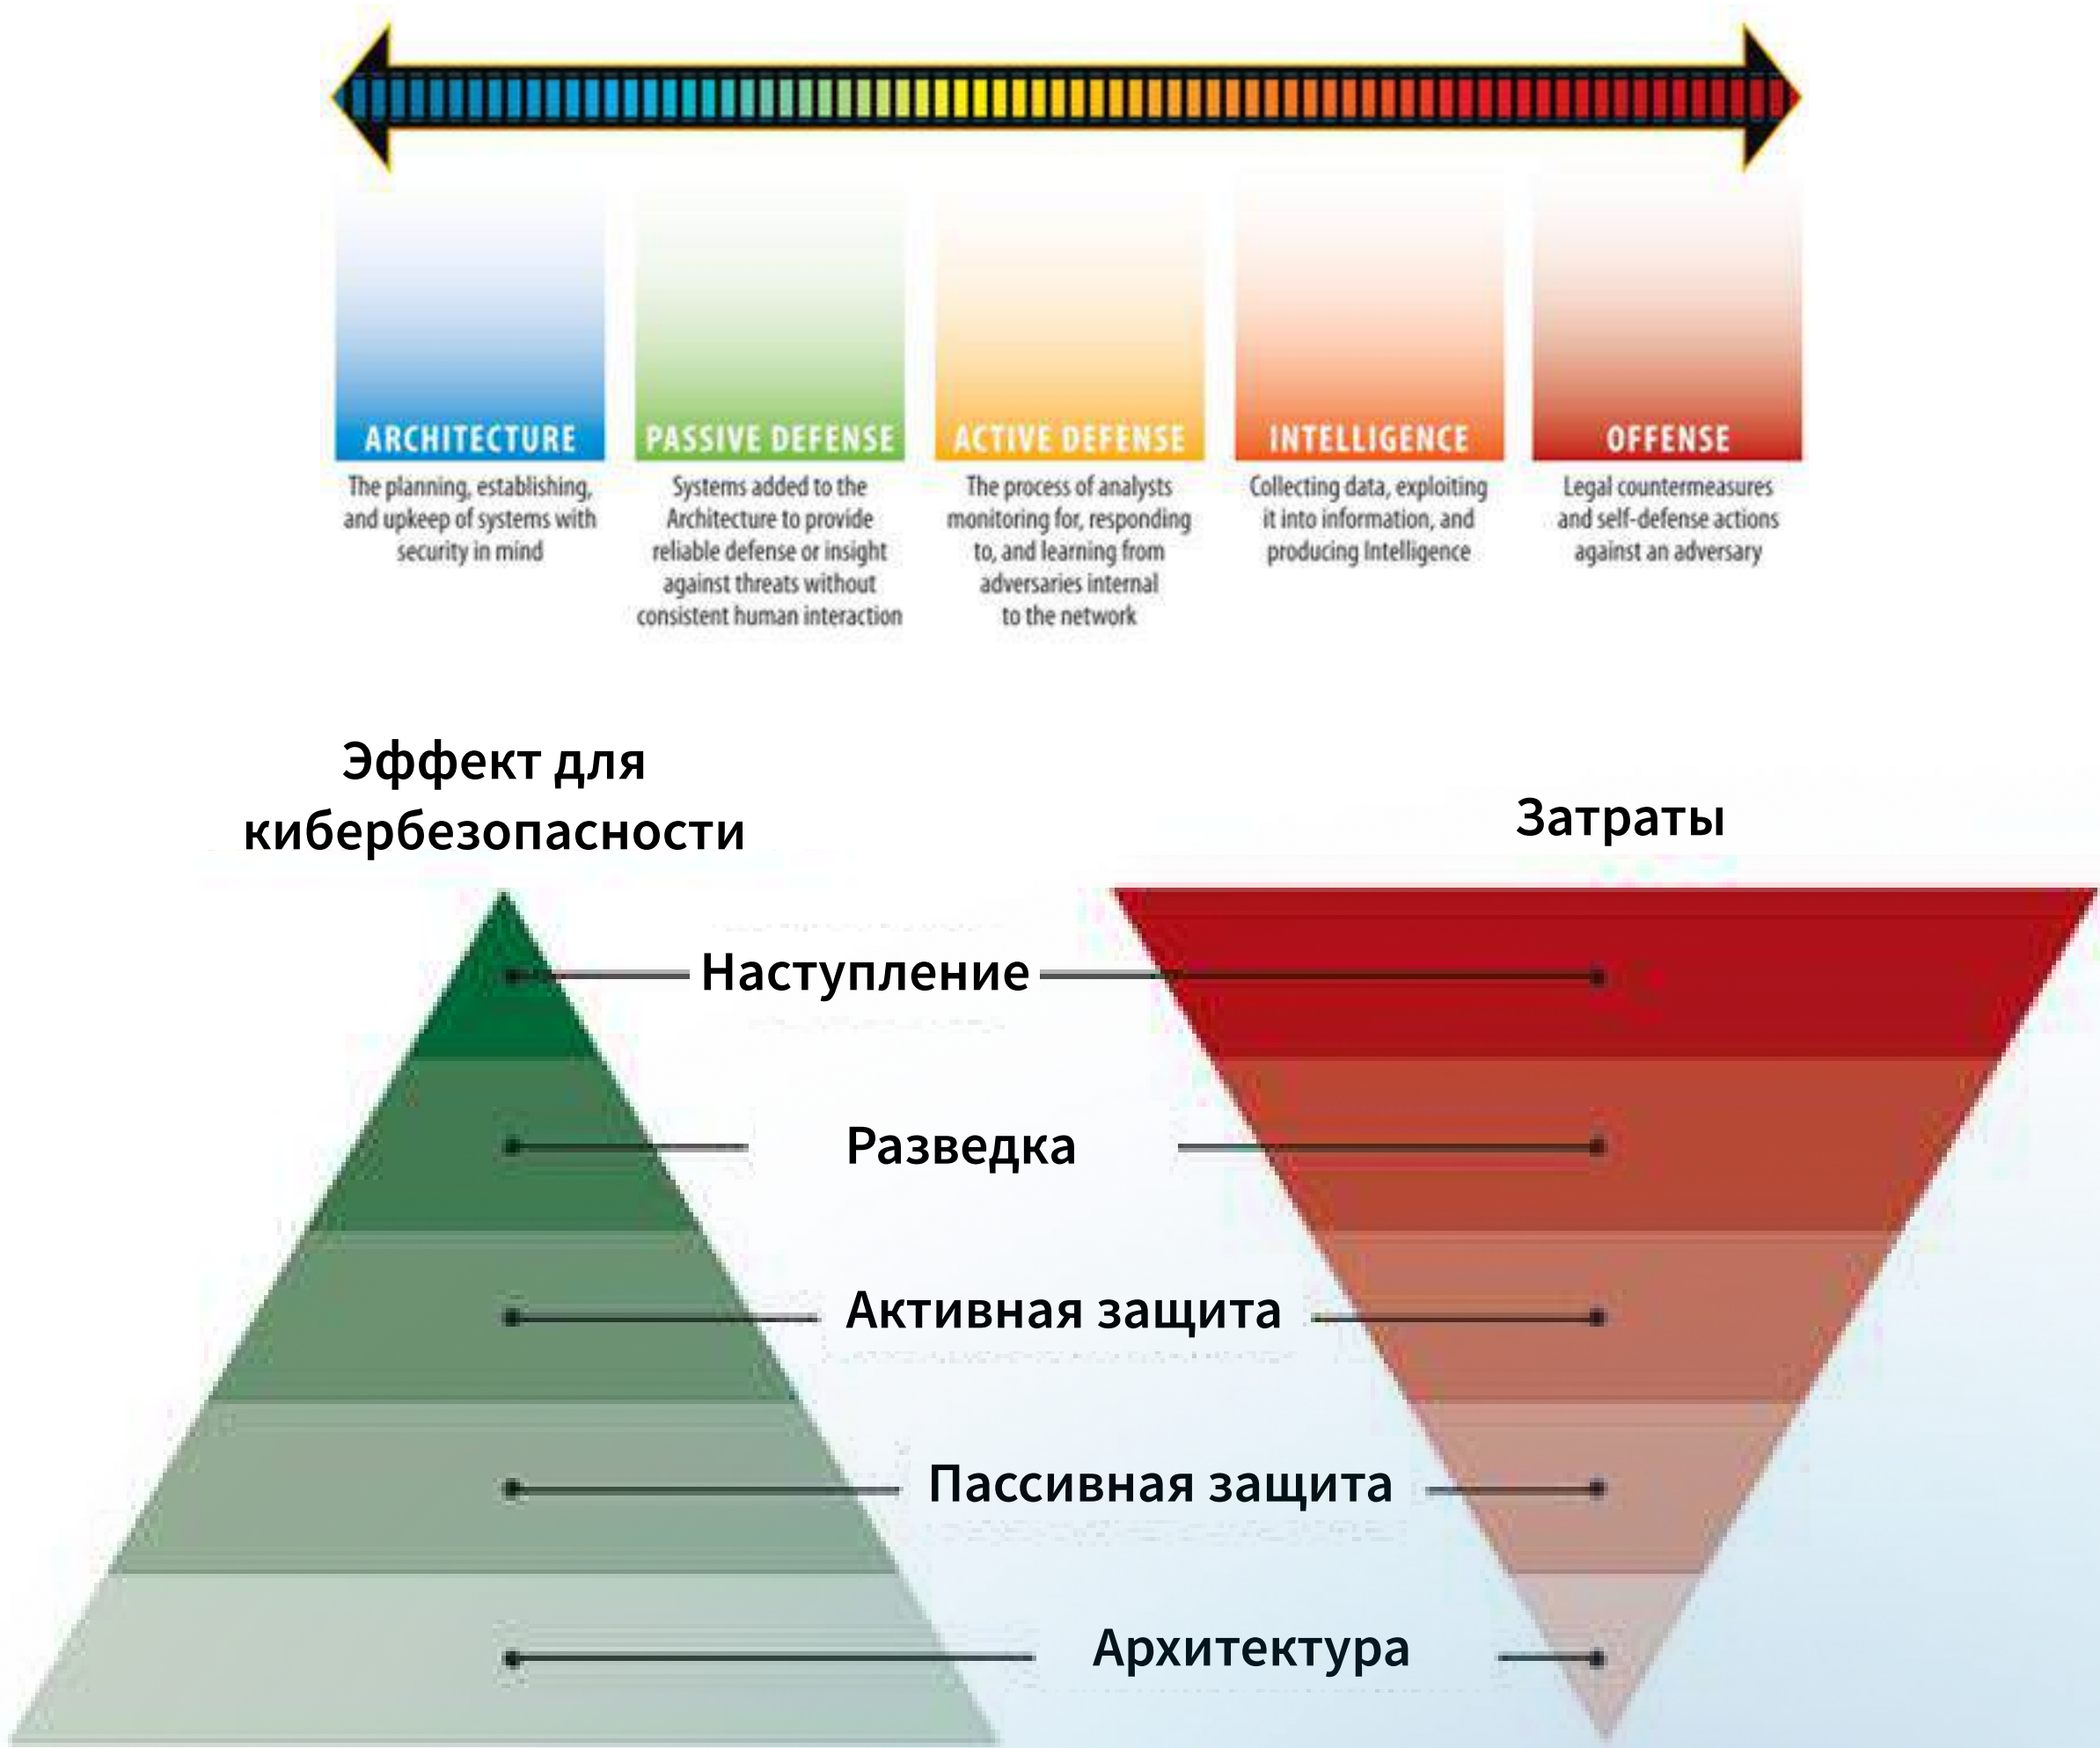 ARCHITECTURE
The planning, establishing,
and upkeep of systems with
security in mind
PASSIVE DEFENSE
Systems added to the
Architecture to provide
reliable defense or insight
against threats without
consistent human interaction
ACTIVE DEFENSE
The process of analysts
monitoring for, responding
to, and learning from
adversaries internal
to the network
INTELLIGENCE
Collecting data, exploiting
it into information, and
producing Intelligence
OFFENSE
Legal countermeasures
and self-defense actions
against an adversary
Эффект для
кибербезопасности
Затраты
Наступление
Разведка
Активная защита
Пассивная защита
Архитектура